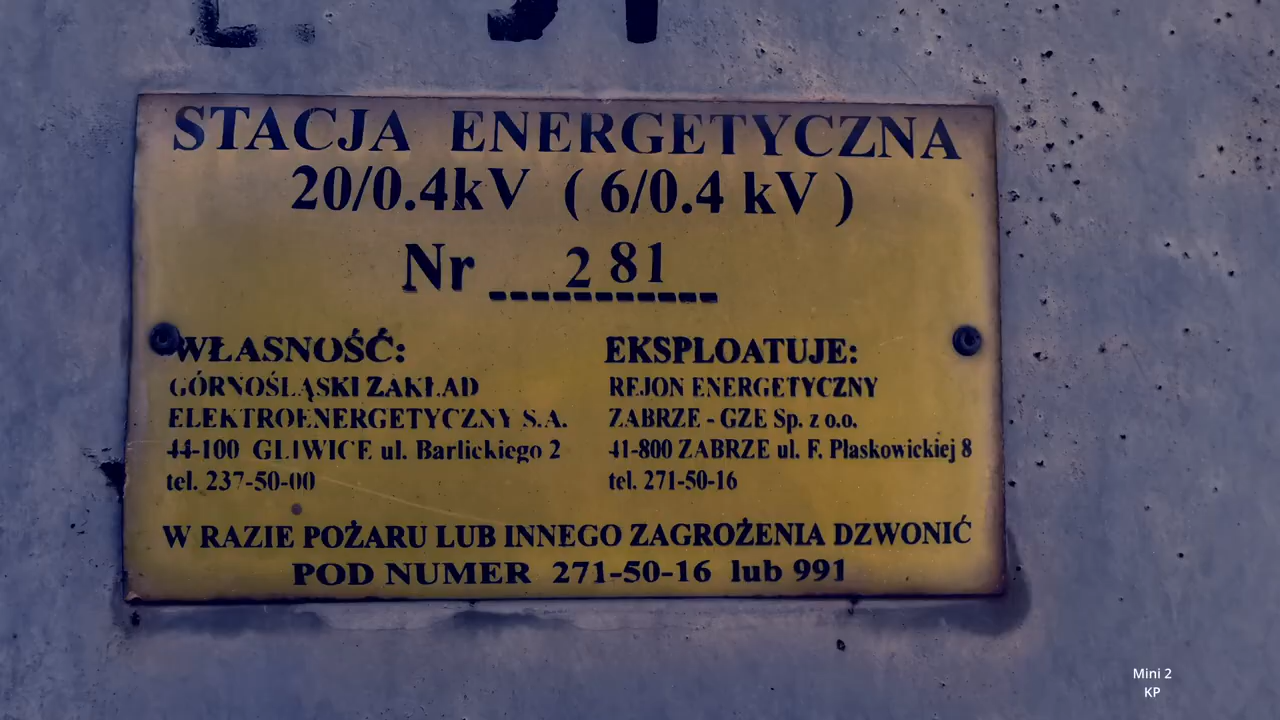 STACJA ENERGETYCZNA
20/0.4kV ( 6/0.4 kV )
Nr 281
WŁASNOŚĆ:
GÓRNOŚLĄSKI ZAKŁAD
ELEKTROENERGETYCZNY S.A.
44-100 GLIWICE ul. Barlickiego 2
tel. 237-50-00
EKSPLOATUJE:
REJON ENERGETYCZNY
ZABRZE - GZE Sp. z o.o.
41-800 ZABRZE ul. F. Płaskowickiej 8
tel. 271-50-16
W RAZIE POŻARU LUB INNEGO ZAGROŻENIA DZWONIĆ
POD NUMER 271-50-16 lub 991
Mini 2
KP